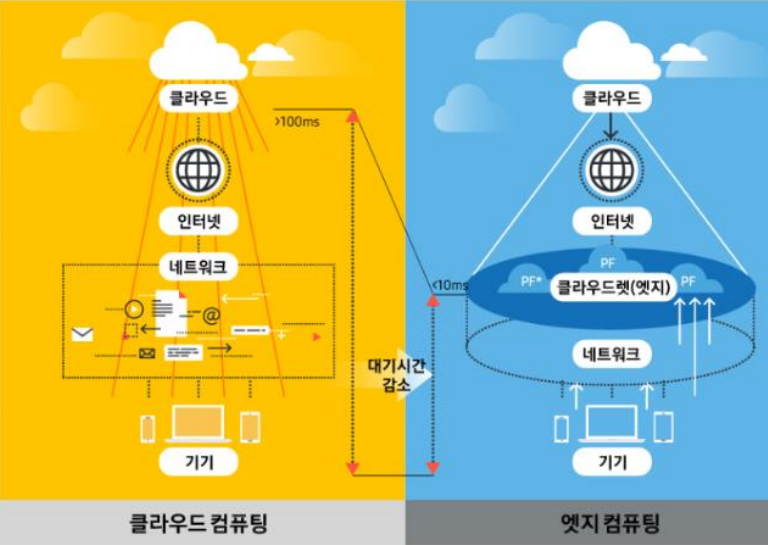 클라우드
>100ms
인터넷
네트워크
@
기기
클라우드 컴퓨팅
대기시간
감소
클라우드
인터넷
<10ms
PF*
PF
PF
클라우드렛(엣지)
네트워크
기기
엣지 컴퓨팅